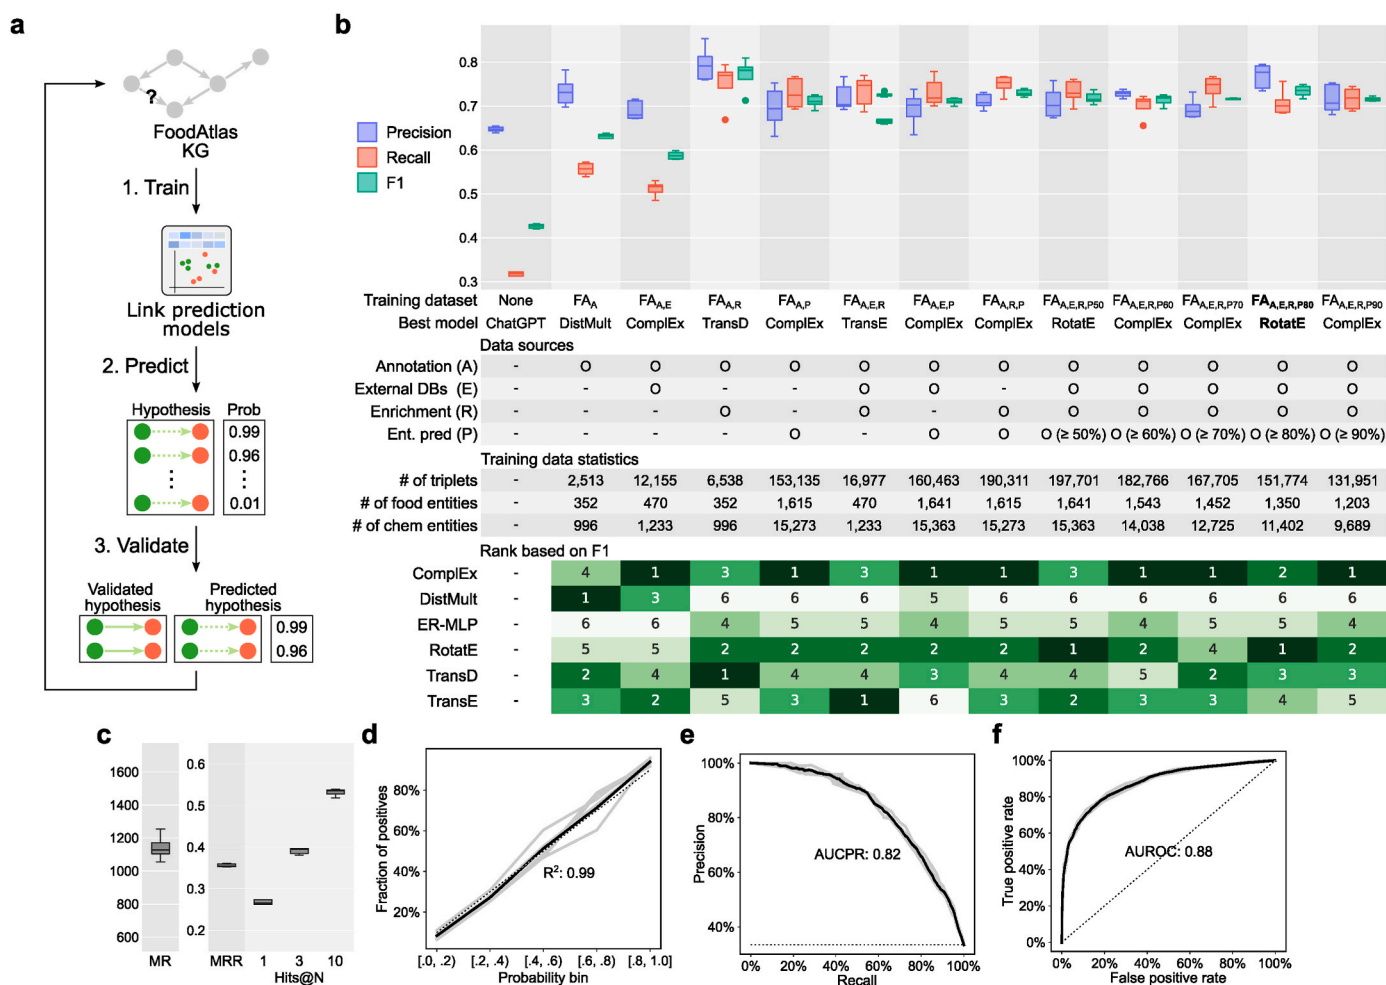 a
?
FoodAtlas
KG
1. Train
Link prediction
models
2. Predict
Hypothesis Prob
0.99
0.96
0.01
3. Validate
Validated
hypothesis
Predicted
hypothesis
0.99
0.96
b
0.8
0.7
0.6
0.5
0.4
0.3
Precision
Recall
F1
Training dataset None FA_A FA_A,E FA_A,R FA_A,P FA_A,E,R FA_A,E,P FA_A,R,P FA_A,E,R,P50 FA_A,E,R,P60 FA_A,E,R,P70 FA_A,E,R,P80 FA_A,E,R,P90
Best model ChatGPT DistMult ComplEx TransD ComplEx TransE ComplEx ComplEx RotatE ComplEx ComplEx RotatE ComplEx
Data sources
Annotation (A) - O O O O O O O O O O O O
External DBs (E) - - O - - O O - O O O O O
Enrichment (R) - - - O - O - O O O O O O
Ent. pred (P) - - - - O - O O O (≥ 50%) O (≥ 60%) O (≥ 70%) O (≥ 80%) O (≥ 90%)
Training data statistics
# of triplets - 2,513 12,155 6,538 153,135 16,977 160,463 190,311 197,701 182,766 167,705 151,774 131,951
# of food entities - 352 470 352 1,615 470 1,641 1,615 1,641 1,543 1,452 1,350 1,203
# of chem entities - 996 1,233 996 15,273 1,233 15,363 15,273 15,363 14,038 12,725 11,402 9,689
Rank based on F1
ComplEx - 4 1 3 1 3 1 1 3 1 1 2 1
DistMult - 1 3 6 6 6 5 6 6 6 6 6 6
ER-MLP - 6 6 4 5 5 4 5 5 4 5 5 4
RotatE - 5 5 2 2 2 2 2 1 2 4 1 2
TransD - 2 4 1 4 4 3 4 4 5 2 3 3
TransE - 3 2 5 3 1 6 3 2 3 3 4 5
c
1600
1400
1200
1000
800
600
MR
0.6
0.5
0.4
0.3
0.2
MRR 1 3 10
Hits@N
d
Fraction of positives
80%
60%
40%
20%
R²: 0.99
[.0, .2) [.2, .4) [.4, .6) [.6, .8) [.8, 1.0]
Probability bin
e
Precision
100%
80%
60%
40%
AUCPR: 0.82
0% 20% 40% 60% 80% 100%
Recall
f
True positive rate
100%
80%
60%
40%
20%
0%
AUROC: 0.88
0% 20% 40% 60% 80% 100%
False positive rate